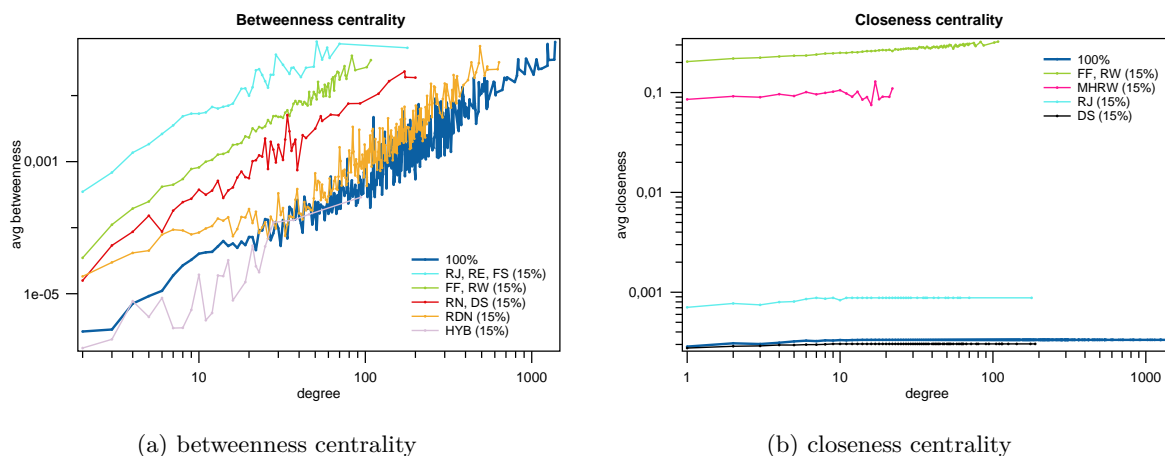 Betweenness centrality
avg betweenness
0,001
1e-05
10
100
1000
degree
100%
RJ, RE, FS (15%)
FF, RW (15%)
RN, DS (15%)
RDN (15%)
HYB (15%)
(a) betweenness centrality
Closeness centrality
avg closeness
0,1
0,01
0,001
1
10
100
1000
degree
100%
FF, RW (15%)
MHRW (15%)
RJ (15%)
DS (15%)
(b) closeness centrality